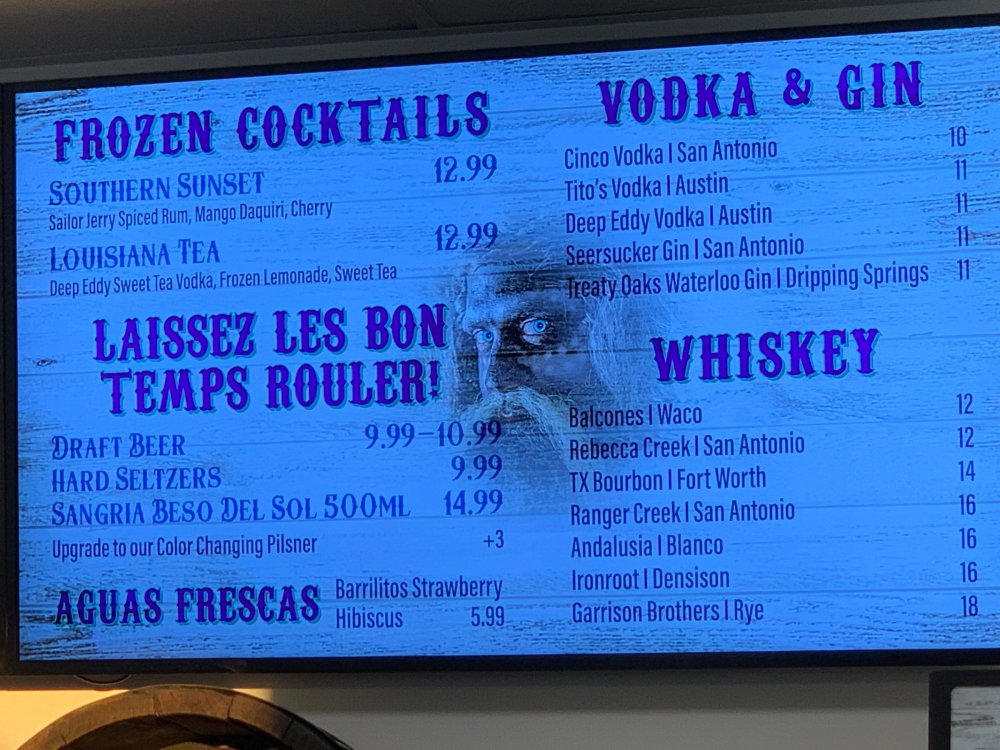 FROZEN COCKTAILS
SOUTHERN SUNSET 12.99
Sailor Jerry Spiced Rum, Mango Daquiri, Cherry
LOUISIANA TEA 12.99
Deep Eddy Sweet Tea Vodka, Frozen Lemonade, Sweet Tea
LAISSEZ LES BON
TEMPS ROULER!
DRAFT BEER 9.99–10.99
HARD SELTZERS 9.99
SANGRIA BESO DEL SOL 500ML 14.99
Upgrade to our Color Changing Pilsner +3
AGUAS FRESCAS
Barrilitos Strawberry
Hibiscus 5.99
VODKA & GIN
Cinco Vodka | San Antonio 10
Tito's Vodka | Austin 11
Deep Eddy Vodka | Austin 11
Seersucker Gin | San Antonio 11
Treaty Oaks Waterloo Gin | Dripping Springs 11
WHISKEY
Balcones | Waco 12
Rebecca Creek | San Antonio 12
TX Bourbon | Fort Worth 14
Ranger Creek | San Antonio 16
Andalusia | Blanco 16
Ironroot | Densison 16
Garrison Brothers | Rye 18